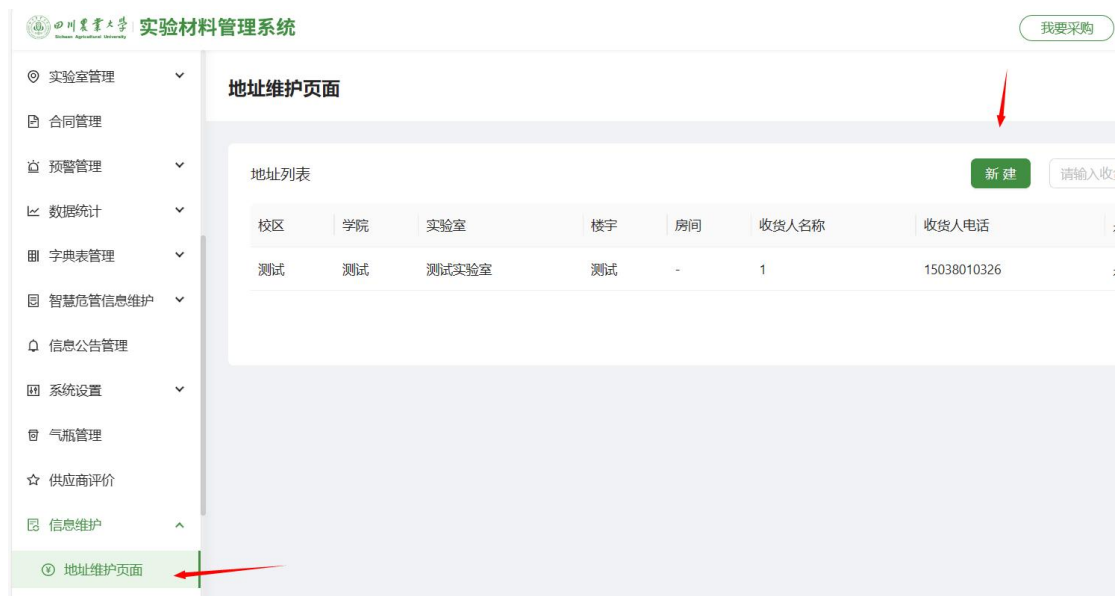 四川农业大学 实验材料管理系统
Sichuan Agricultural University
我要采购
实验室管理
合同管理
预警管理
数据统计
字典表管理
智慧危管信息维护
信息公告管理
系统设置
气瓶管理
供应商评价
信息维护
地址维护页面
地址维护页面
地址列表
新建
请输入收
校区 学院 实验室 楼宇 房间 收货人名称 收货人电话
测试 测试 测试实验室 测试 - 1 15038010326